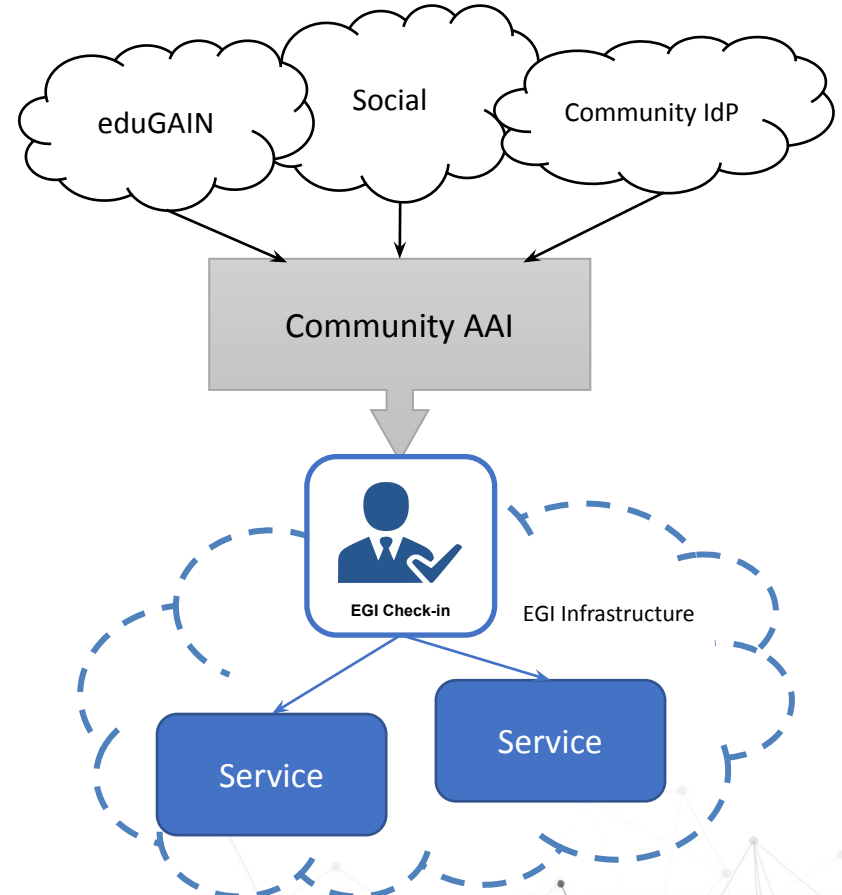 eduGAIN
Social
Community IdP
Community AAI
EGI Check-in
EGI Infrastructure
Service
Service